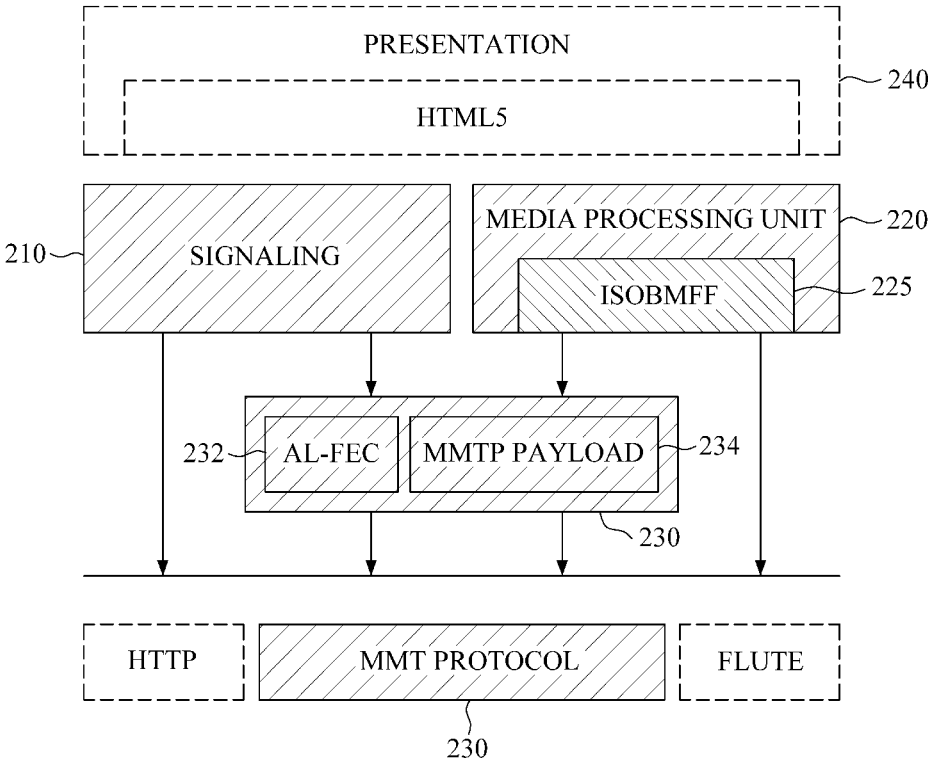 PRESENTATION
HTML5
240
210
SIGNALING
MEDIA PROCESSING UNIT
220
ISOBMFF
225
232
AL-FEC
MMTP PAYLOAD
234
230
HTTP
MMT PROTOCOL
FLUTE
230